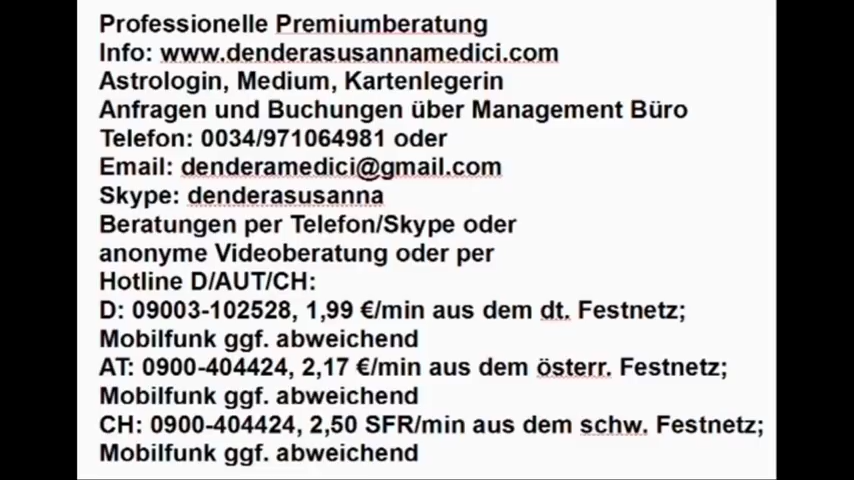 Professionelle Premiumberatung
Info: www.denderasusannamedici.com
Astrologin, Medium, Kartenlegerin
Anfragen und Buchungen über Management Büro
Telefon: 0034/971064981 oder
Email: denderamedici@gmail.com
Skype: denderasusanna
Beratungen per Telefon/Skype oder
anonyme Videoberatung oder per
Hotline D/AUT/CH:
D: 09003-102528, 1,99 €/min aus dem dt. Festnetz;
Mobilfunk ggf. abweichend
AT: 0900-404424, 2,17 €/min aus dem österr. Festnetz;
Mobilfunk ggf. abweichend
CH: 0900-404424, 2,50 SFR/min aus dem schw. Festnetz;
Mobilfunk ggf. abweichend